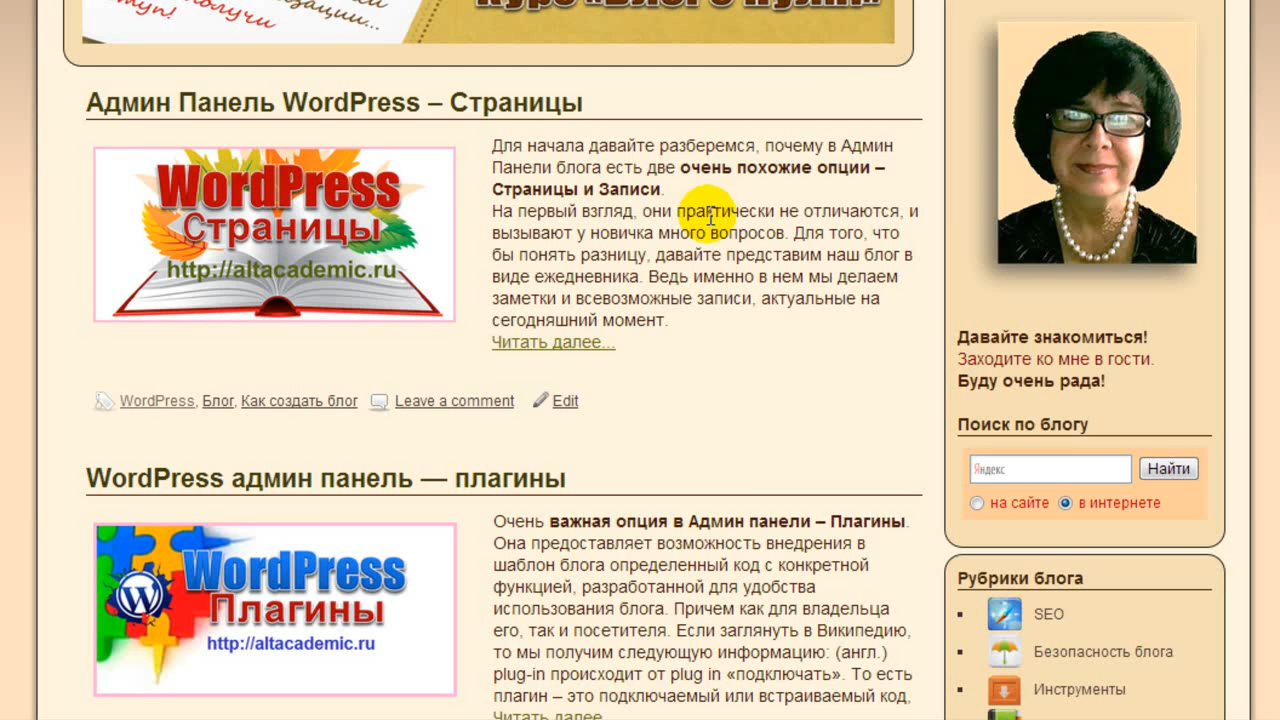 получи
Курс «Блог с нуля»
Админ Панель WordPress – Страницы
WordPress
Страницы
http://altacademic.ru
Для начала давайте разберемся, почему в Админ
Панели блога есть две очень похожие опции –
Страницы и Записи.
На первый взгляд, они практически не отличаются, и
вызывают у новичка много вопросов. Для того, что
бы понять разницу, давайте представим наш блог в
виде ежедневника. Ведь именно в нем мы делаем
заметки и всевозможные записи, актуальные на
сегодняшний момент.
Читать далее...
WordPress, Блог, Как создать блог Leave a comment Edit
WordPress админ панель — плагины
WordPress
Плагины
http://altacademic.ru
Очень важная опция в Админ панели – Плагины.
Она предоставляет возможность внедрения в
шаблон блога определенный код с конкретной
функцией, разработанной для удобства
использования блога. Причем как для владельца
его, так и посетителя. Если заглянуть в Википедию,
то мы получим следующую информацию: (англ.)
plug-in происходит от plug in «подключать». То есть
плагин – это подключаемый или встраиваемый код,
Читать далее
Давайте знакомиться!
Заходите ко мне в гости.
Буду очень рада!
Поиск по блогу
Яндекс Найти
на сайте в интернете
Рубрики блога
SEO
Безопасность блога
Инструменты